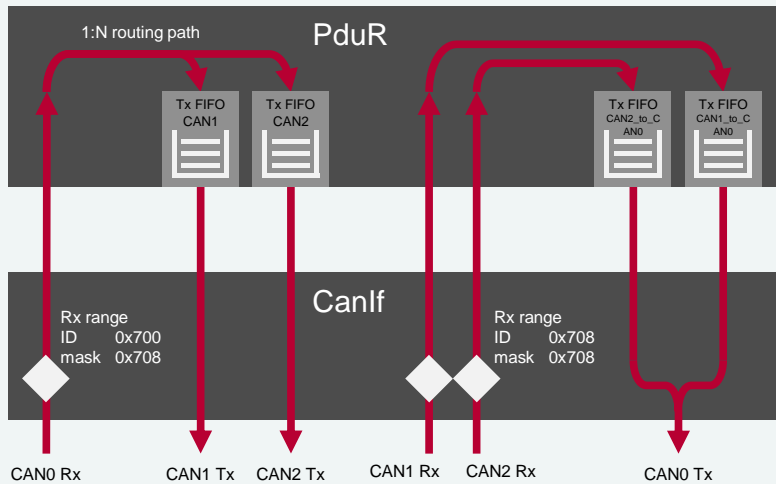 PduR
1:N routing path
Tx FIFO
CAN1
Tx FIFO
CAN2
Tx FIFO
CAN2_to_C
AN0
Tx FIFO
CAN1_to_C
AN0
CanIf
Rx range
ID 0x700
mask 0x708
Rx range
ID 0x708
mask 0x708
CAN0 Rx
CAN1 Tx
CAN2 Tx
CAN1 Rx
CAN2 Rx
CAN0 Tx